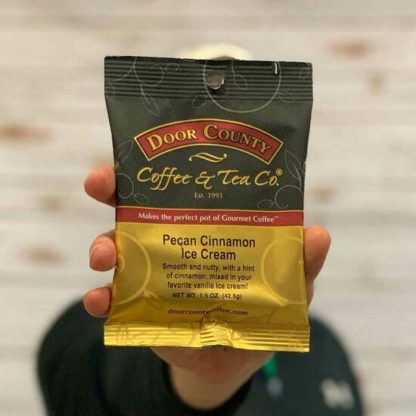 DOOR COUNTY
Coffee & Tea Co.®
Est. 1993
Makes the perfect pot of Gourmet Coffee™
Pecan Cinnamon
Ice Cream
Smooth and nutty, with a hint
of cinnamon, mixed in your
favorite vanilla ice cream!
NET WT. 1.5 OZ. (42.5g)
doorcountycoffee.com